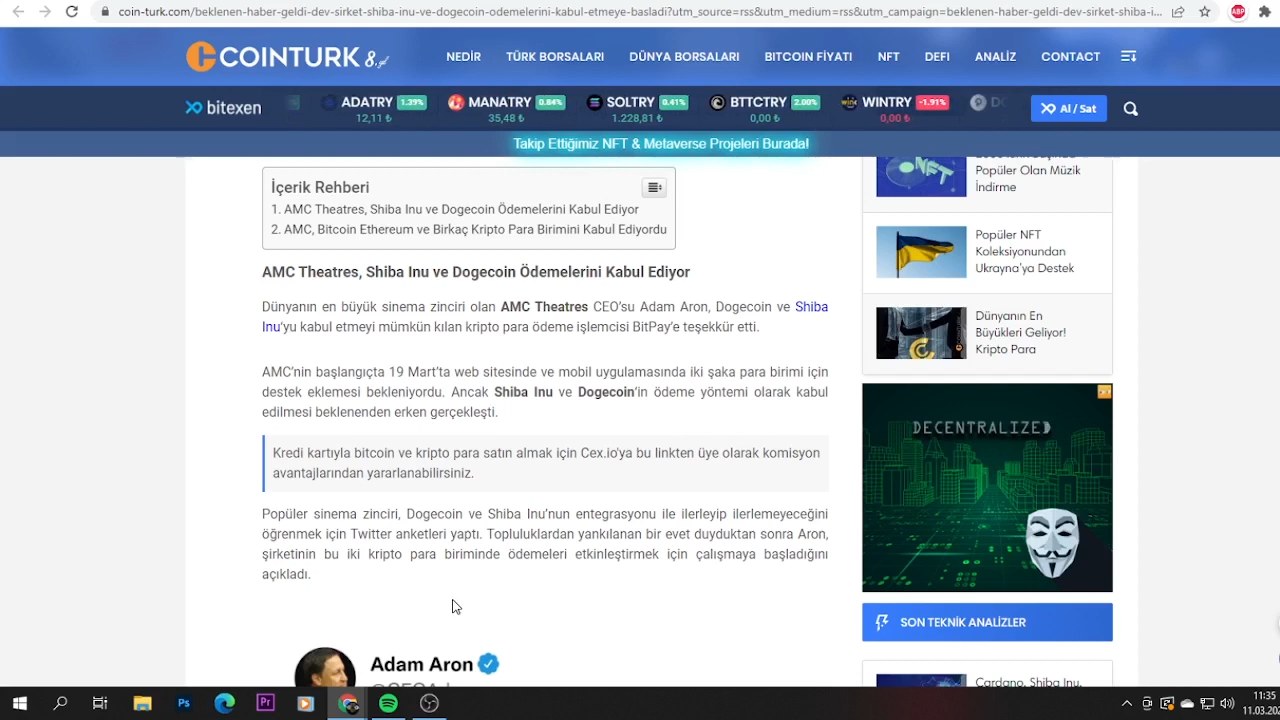 coin-turk.com/beklenen-haber-geldi-dev-sirket-shiba-inu-ve-dogecoin-odemelerini-kabul-etmeye-basladi?utm_source=rss&utm_medium=rss&utm_campaign=beklenen-haber-geldi-dev-sirket-shiba-i...
ABP
COINTURK 8.yıl
NEDİR TÜRK BORSALARI DÜNYA BORSALARI BITCOIN FİYATI NFT DEFI ANALİZ CONTACT
bitexen
ADATRY 1.39% MANATRY 0.84% SOLTRY 0.41% BTTCTRY 2.00% WINTRY -1.91%
12,11 ₺ 35,48 ₺ 1.228,81 ₺ 0,00 ₺ 0,00 ₺
Al / Sat
Takip Ettiğimiz NFT & Metaverse Projeleri Burada!
İçerik Rehberi
1. AMC Theatres, Shiba Inu ve Dogecoin Ödemelerini Kabul Ediyor
2. AMC, Bitcoin Ethereum ve Birkaç Kripto Para Birimini Kabul Ediyordu
AMC Theatres, Shiba Inu ve Dogecoin Ödemelerini Kabul Ediyor
Dünyanın en büyük sinema zinciri olan AMC Theatres CEO'su Adam Aron, Dogecoin ve Shiba
Inu'yu kabul etmeyi mümkün kılan kripto para ödeme işlemcisi BitPay'e teşekkür etti.
AMC'nin başlangıçta 19 Mart'ta web sitesinde ve mobil uygulamasında iki şaka para birimi için
destek eklemesi bekleniyordu. Ancak Shiba Inu ve Dogecoin'in ödeme yöntemi olarak kabul
edilmesi beklenenden erken gerçekleşti.
Kredi kartıyla bitcoin ve kripto para satın almak için Cex.io'ya bu linkten üye olarak komisyon
avantajlarından yararlanabilirsiniz.
Popüler sinema zinciri, Dogecoin ve Shiba Inu'nun entegrasyonu ile ilerleyip ilerlemeyeceğini
öğrenmek için Twitter anketleri yaptı. Topluluklardan yankılanan bir evet duyduktan sonra Aron,
şirketinin bu iki kripto para biriminde ödemeleri etkinleştirmek için çalışmaya başladığını
açıkladı.
Adam Aron
NFT
Popüler Olan Müzik
İndirme
Popüler NFT
Koleksiyonundan
Ukrayna'ya Destek
Dünyanın En
Büyükleri Geliyor!
Kripto Para
DECENTRALIZED
SON TEKNİK ANALİZLER
Cardano, Shiba Inu,
Ps
Pr
11:35
11.03.202